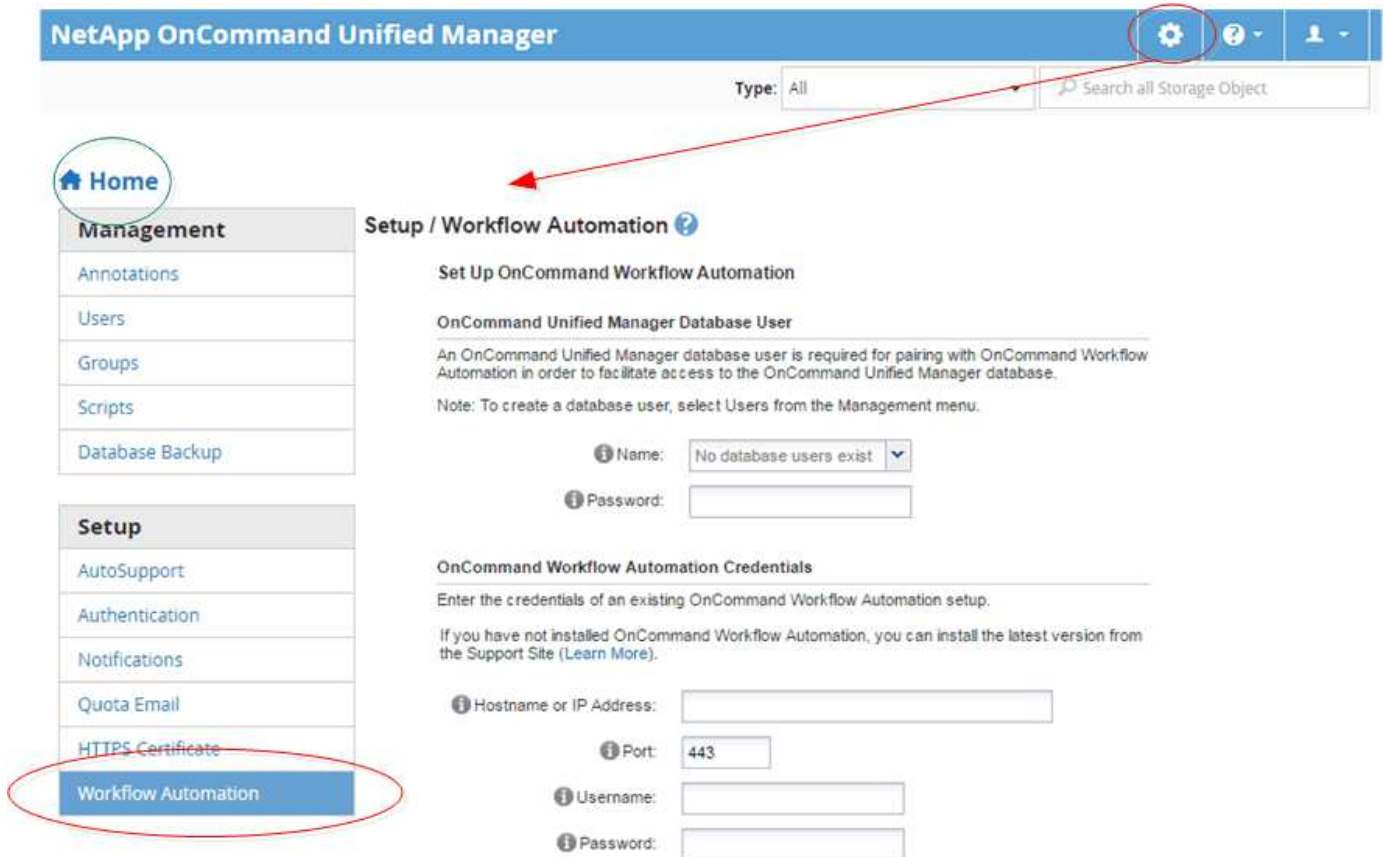 NetApp OnCommand Unified Manager
Type: All
Search all Storage Object
Home
Management
Annotations
Users
Groups
Scripts
Database Backup
Setup
AutoSupport
Authentication
Notifications
Quota Email
HTTPS Certificate
Workflow Automation
Setup / Workflow Automation
Set Up OnCommand Workflow Automation
OnCommand Unified Manager Database User
An OnCommand Unified Manager database user is required for pairing with OnCommand Workflow
Automation in order to facilitate access to the OnCommand Unified Manager database.
Note: To create a database user, select Users from the Management menu.
Name: No database users exist
Password:
OnCommand Workflow Automation Credentials
Enter the credentials of an existing OnCommand Workflow Automation setup.
If you have not installed OnCommand Workflow Automation, you can install the latest version from
the Support Site (Learn More).
Hostname or IP Address:
Port: 443
Username:
Password: